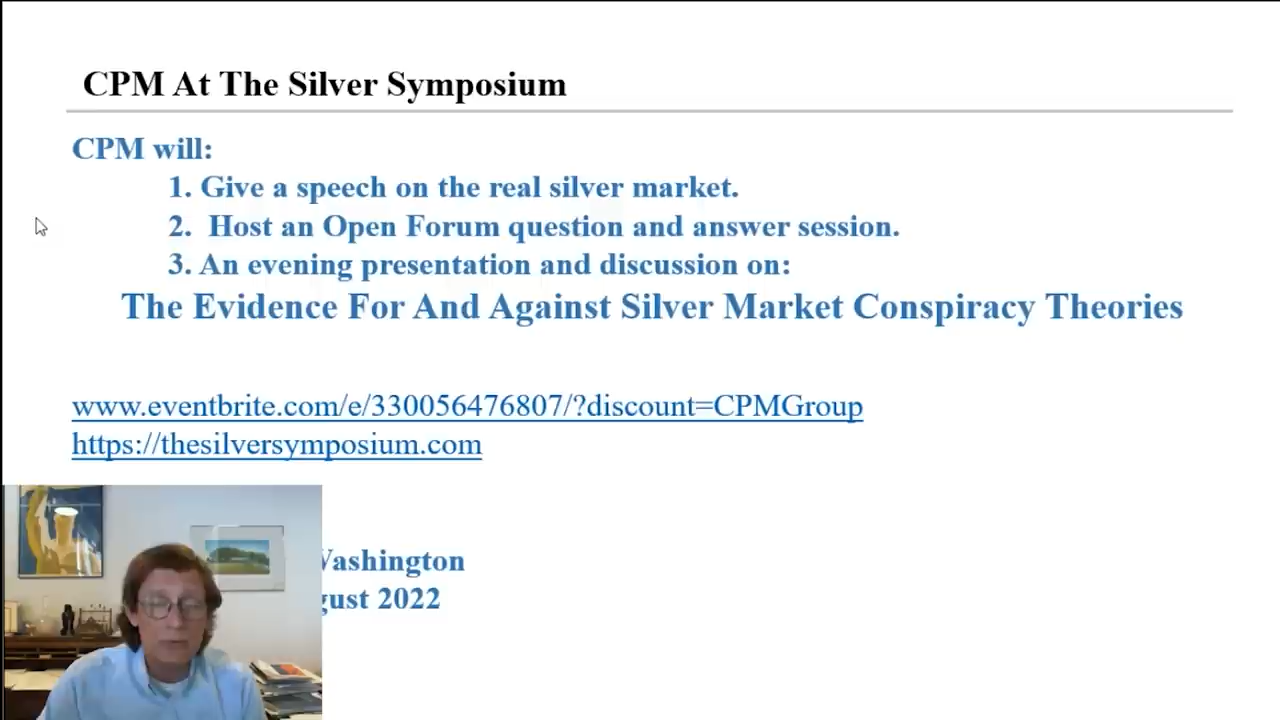 CPM At The Silver Symposium
CPM will:
1. Give a speech on the real silver market.
2. Host an Open Forum question and answer session.
3. An evening presentation and discussion on:
The Evidence For And Against Silver Market Conspiracy Theories
www.eventbrite.com/e/330056476807/?discount=CPMGroup
https://thesilversymposium.com
Washington
2022